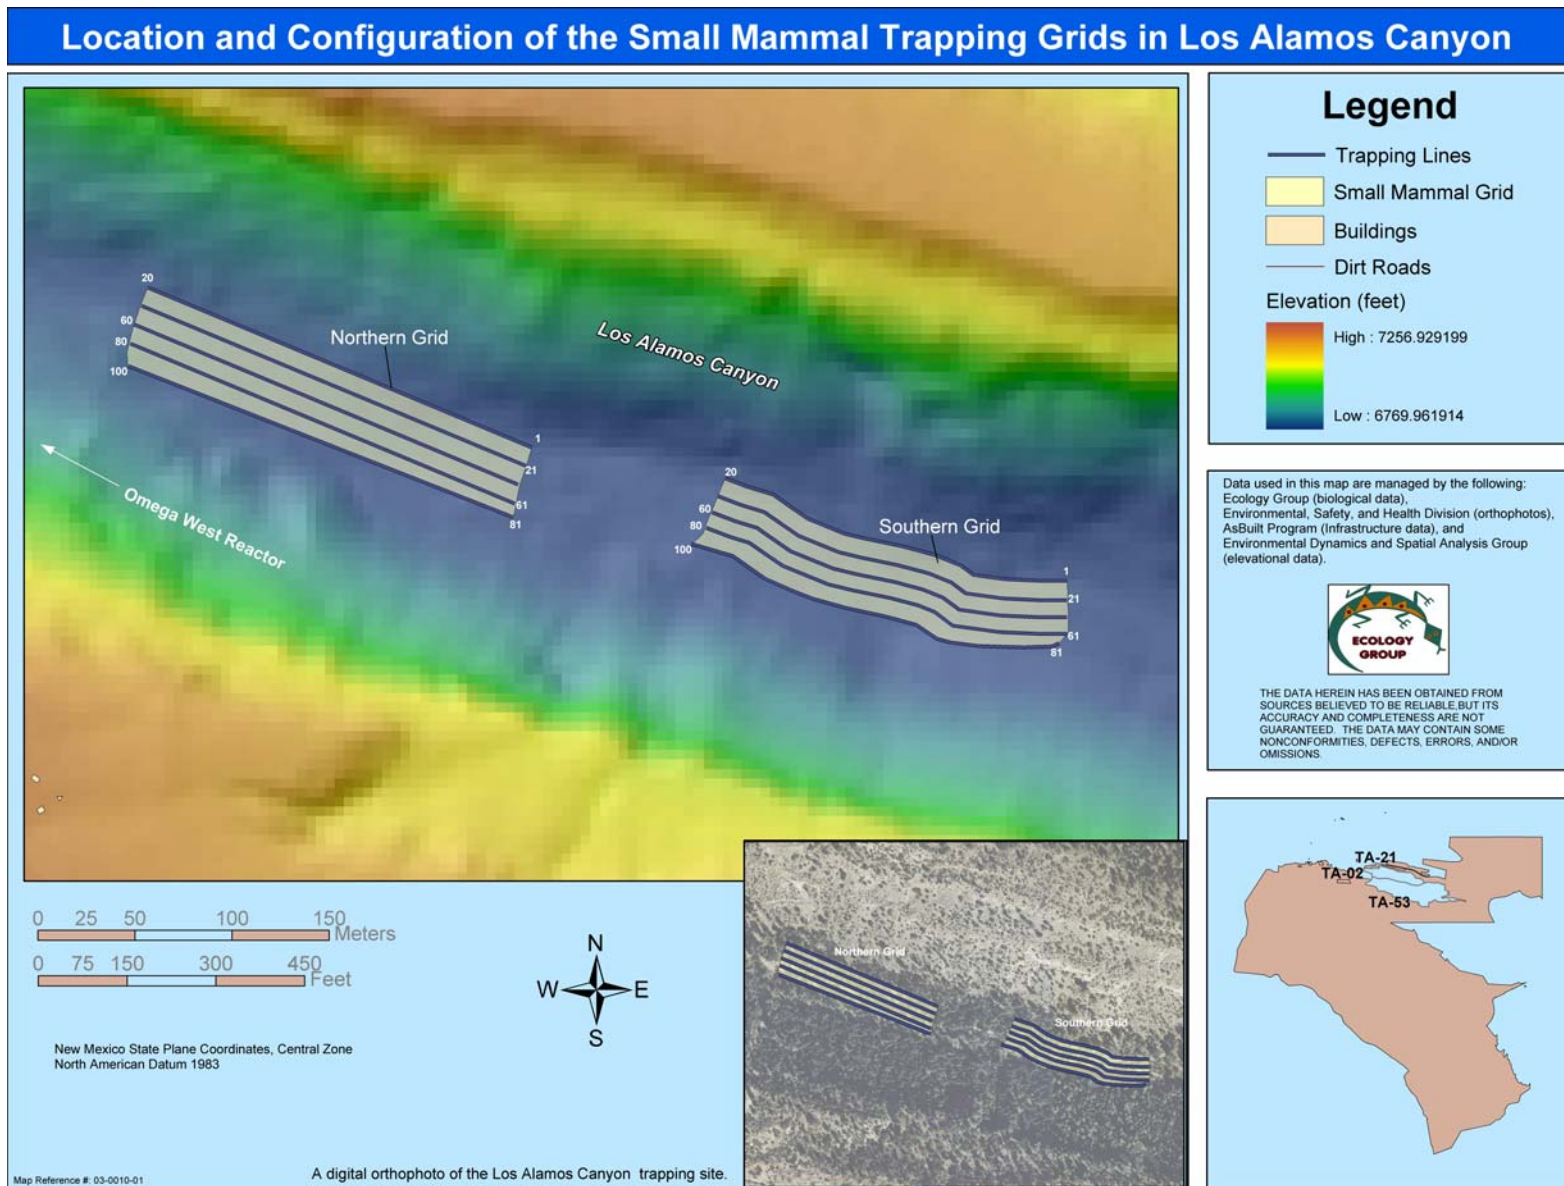 Location and Configuration of the Small Mammal Trapping Grids in Los Alamos Canyon
20
60
80
100
Northern Grid
Los Alamos Canyon
1
21
61
81
20
60
80
100
Southern Grid
1
21
61
81
Omega West Reactor
Legend
Trapping Lines
Small Mammal Grid
Buildings
Dirt Roads
Elevation (feet)
High : 7256.929199
Low : 6769.961914
Data used in this map are managed by the following:
Ecology Group (biological data),
Environmental, Safety, and Health Division (orthophotos),
AsBuilt Program (Infrastructure data), and
Environmental Dynamics and Spatial Analysis Group
(elevational data).
ECOLOGY
GROUP
THE DATA HEREIN HAS BEEN OBTAINED FROM
SOURCES BELIEVED TO BE RELIABLE,BUT ITS
ACCURACY AND COMPLETENESS ARE NOT
GUARANTEED. THE DATA MAY CONTAIN SOME
NONCONFORMITIES, DEFECTS, ERRORS, AND/OR
OMISSIONS.
TA-21
TA-02
TA-53
0 25 50 100 150
Meters
0 75 150 300 450
Feet
N
W E
S
New Mexico State Plane Coordinates, Central Zone
North American Datum 1983
Northern Grid
Southern Grid
Map Reference #: 03-0010-01
A digital orthophoto of the Los Alamos Canyon trapping site.